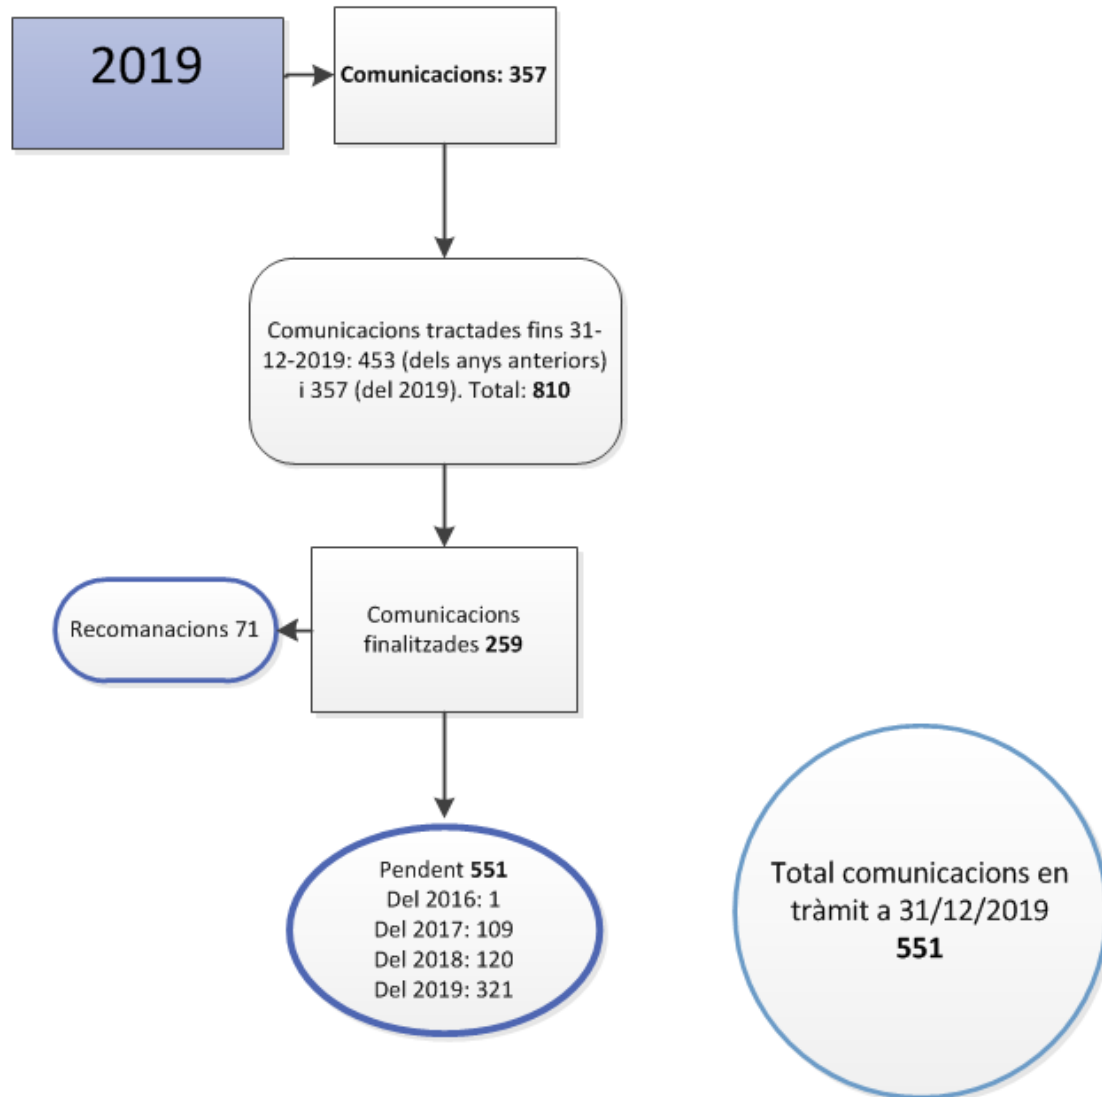 2019
Comunicacions: 357
Comunicacions tractades fins 31-
12-2019: 453 (dels anys anteriors)
i 357 (del 2019). Total: 810
Recomanacions 71
Comunicacions
finalitzades 259
Pendent 551
Del 2016: 1
Del 2017: 109
Del 2018: 120
Del 2019: 321
Total comunicacions en
tràmit a 31/12/2019
551